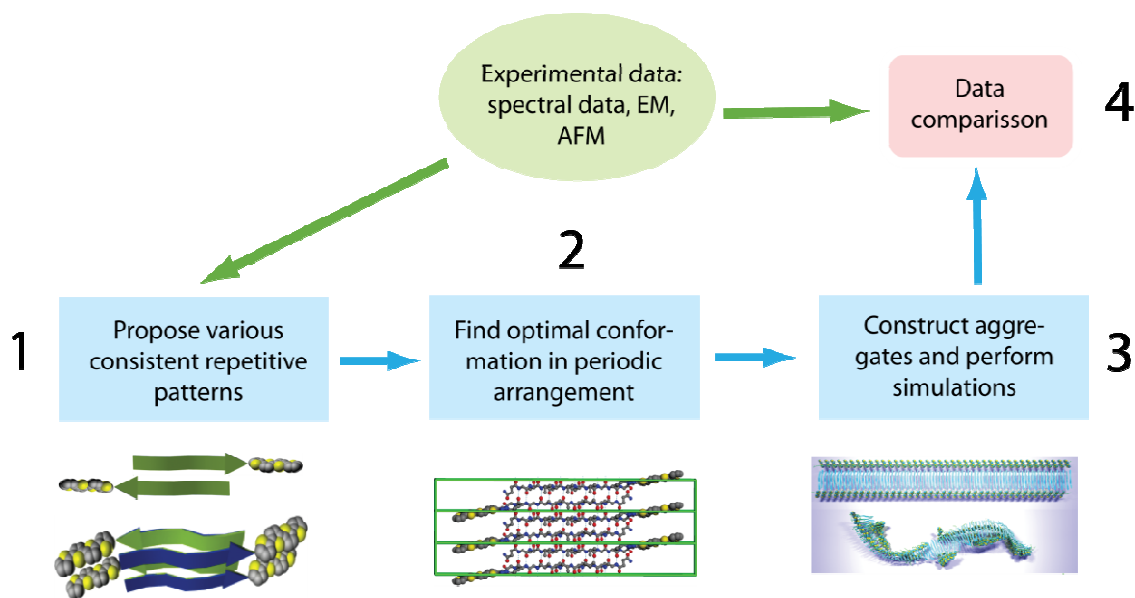 Experimental data:
spectral data, EM,
AFM
Data
comparisson
4
2
1
Propose various
consistent repetitive
patterns
Find optimal confor-
mation in periodic
arrangement
Construct aggre-
gates and perform
simulations
3